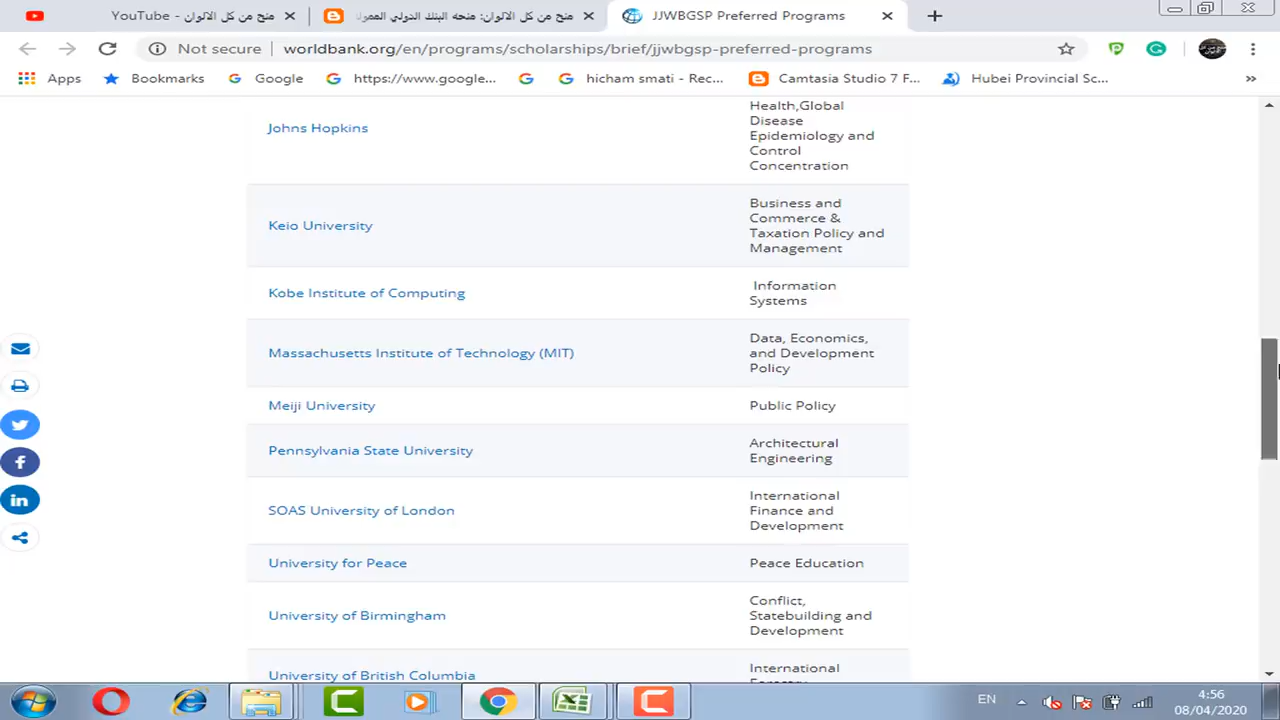 YouTube - منح من كل الالوان
منح من كل الالوان: منحة البنك الدولي الممول
JJWBGSP Preferred Programs
Not secure
worldbank.org/en/programs/scholarships/brief/jjwbgsp-preferred-programs
Apps
Bookmarks
Google
https://www.google...
hicham smati - Rec...
Camtasia Studio 7 F...
Hubei Provincial Sc...
»
Johns Hopkins
Health,Global
Disease
Epidemiology and
Control
Concentration
Keio University
Business and
Commerce &
Taxation Policy and
Management
Kobe Institute of Computing
Information
Systems
Massachusetts Institute of Technology (MIT)
Data, Economics,
and Development
Policy
Meiji University
Public Policy
Pennsylvania State University
Architectural
Engineering
SOAS University of London
International
Finance and
Development
University for Peace
Peace Education
University of Birmingham
Conflict,
Statebuilding and
Development
University of British Columbia
International
Forestry
EN
4:56
08/04/2020